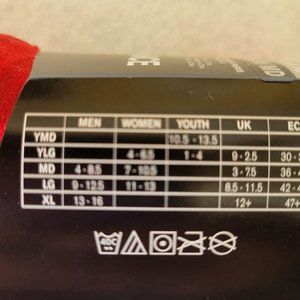 MEN WOMEN YOUTH UK
YMD 10.5 - 13.5
YLG 4 - 6.5 1 - 4 9 - 2.5 30 -
MD 4 - 8.5 7 - 10.5 3 - 7.5 36 -
LG 9 - 12.5 11 - 13 8.5 - 11.5 42 -
XL 13 - 16 12+ 47+
40C